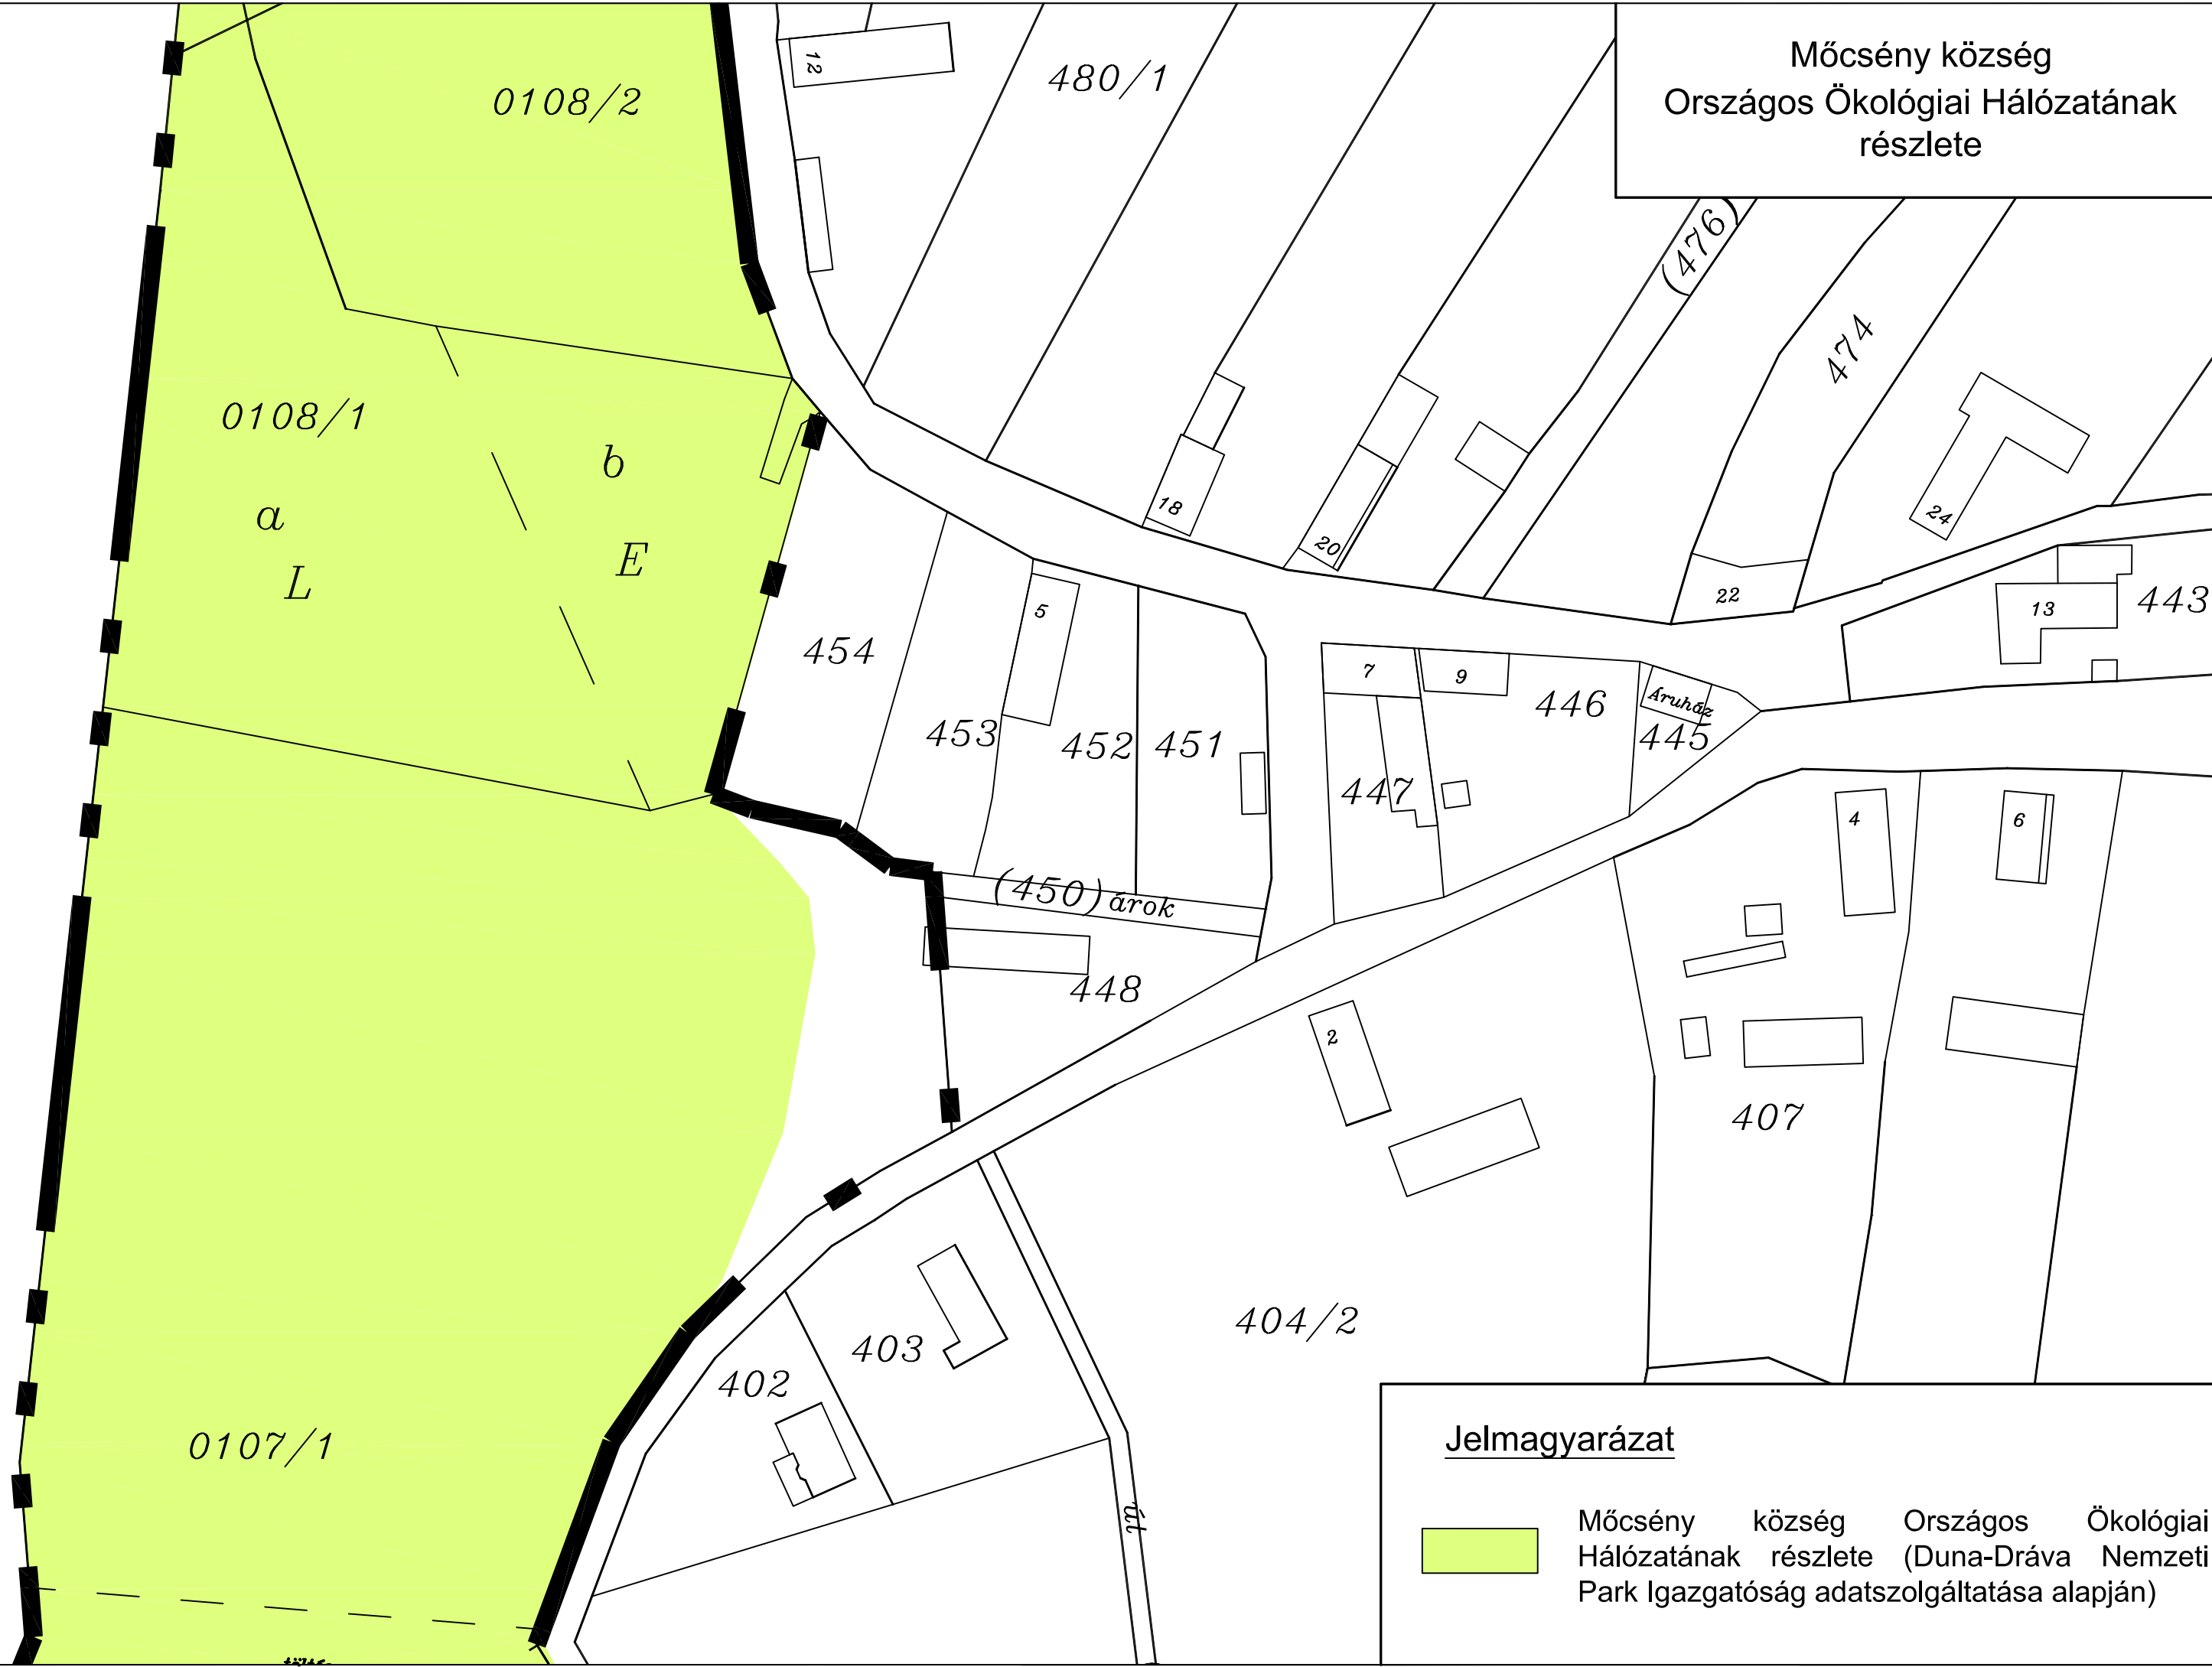 Mőcsény község
Országos Ökológiai Hálózatának
részlete
12
480/1
0108/2
(476)
474
0108/1
b
a
L
E
18
20
22
24
13
443
5
454
453
452
451
7
9
446
Áruház
445
447
4
6
(450) árok
448
2
407
404/2
403
402
0107/1
út
Jelmagyarázat
Mőcsény község Országos Ökológiai
Hálózatának részlete (Duna-Dráva Nemzeti
Park Igazgatóság adatszolgáltatása alapján)